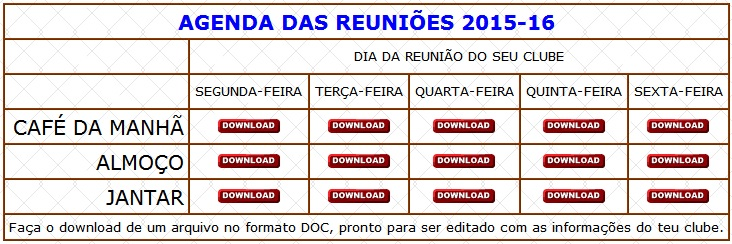 AGENDA DAS REUNIÕES 2015-16
DIA DA REUNIÃO DO SEU CLUBE
SEGUNDA-FEIRA TERÇA-FEIRA QUARTA-FEIRA QUINTA-FEIRA SEXTA-FEIRA
CAFÉ DA MANHÃ DOWNLOAD DOWNLOAD DOWNLOAD DOWNLOAD DOWNLOAD
ALMOÇO DOWNLOAD DOWNLOAD DOWNLOAD DOWNLOAD DOWNLOAD
JANTAR DOWNLOAD DOWNLOAD DOWNLOAD DOWNLOAD DOWNLOAD
Faça o download de um arquivo no formato DOC, pronto para ser editado com as informações do teu clube.